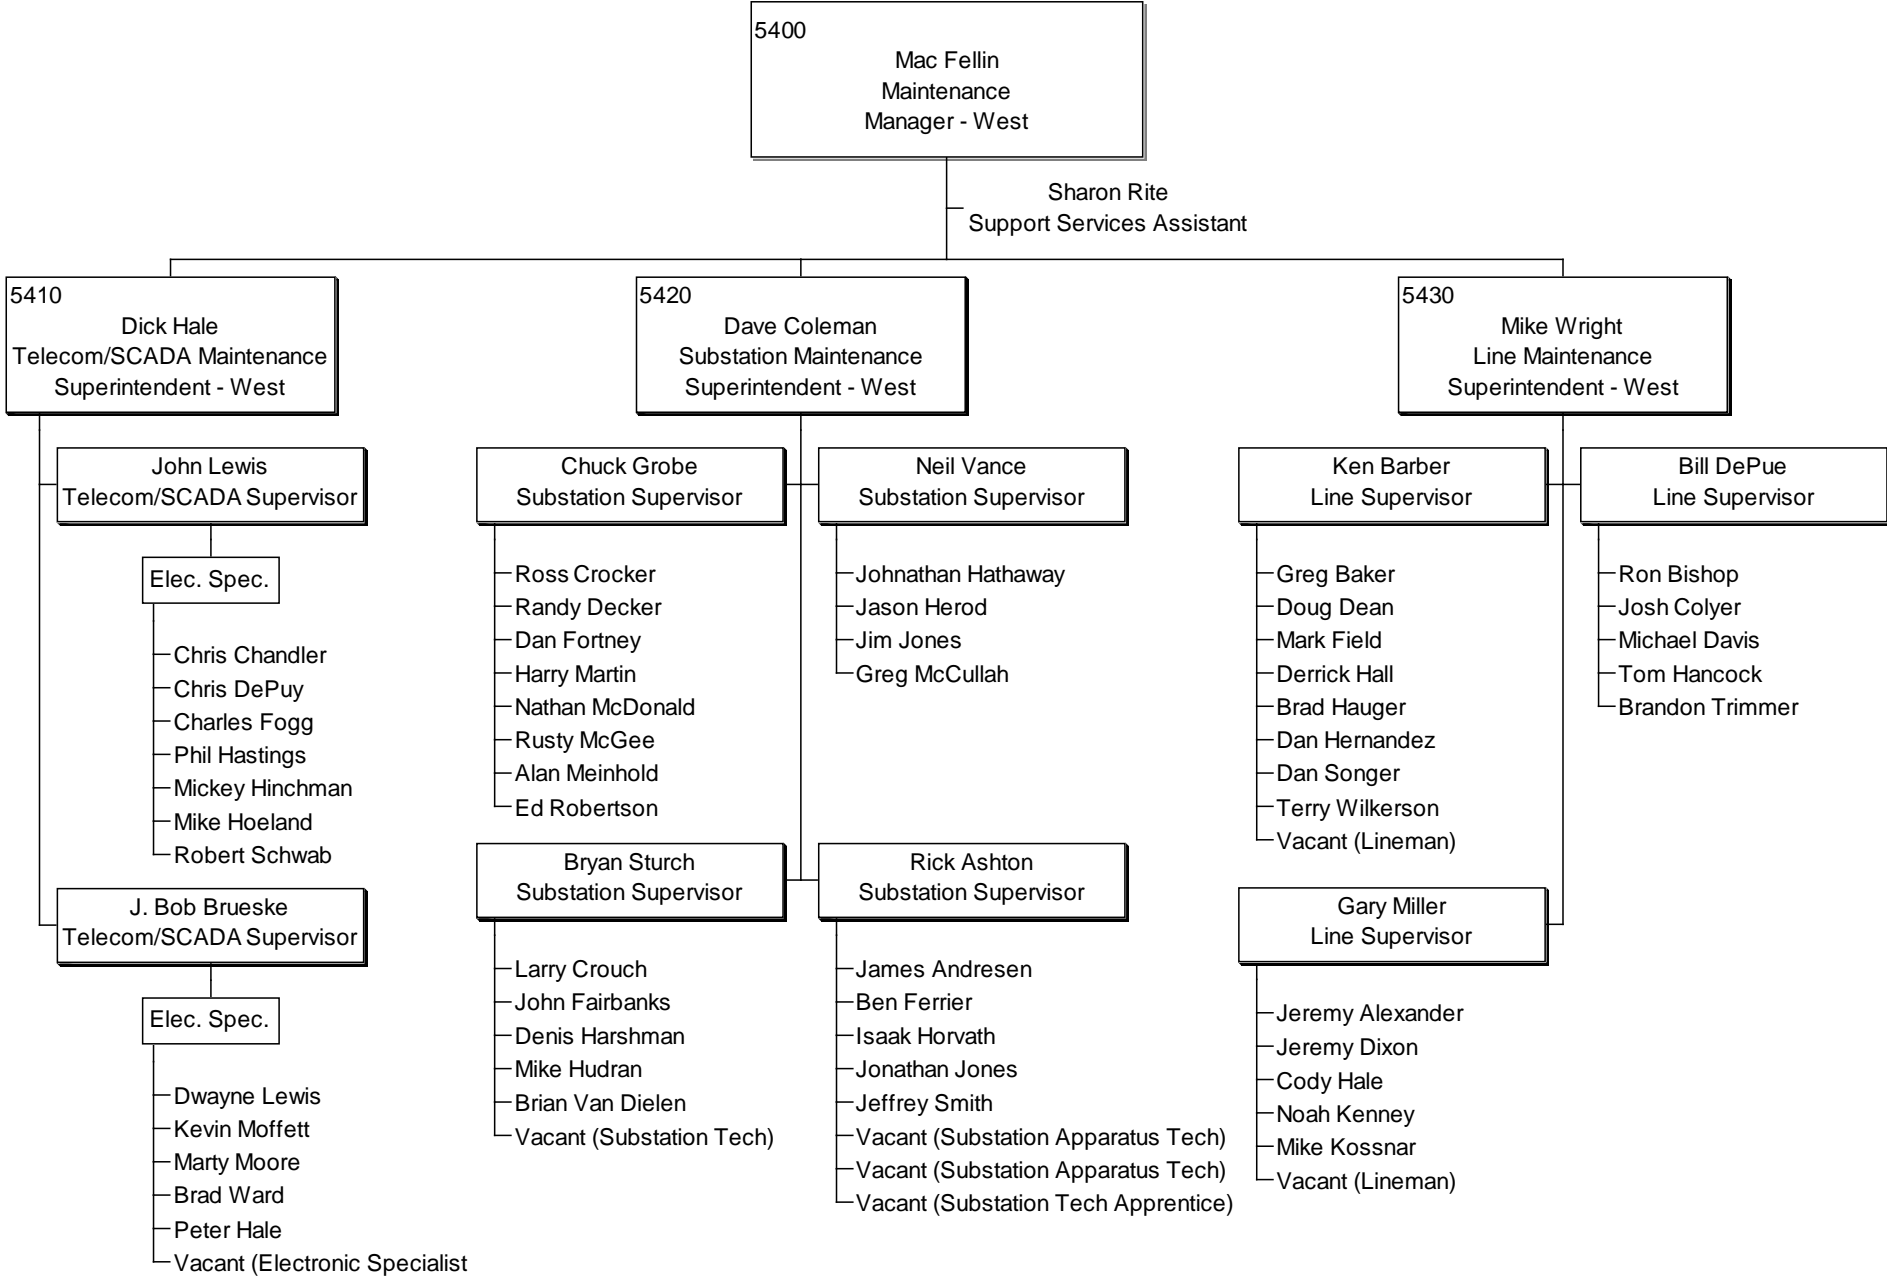 5400
Mac Fellin
Maintenance
Manager - West
Sharon Rite
Support Services Assistant
5410
Dick Hale
Telecom/SCADA Maintenance
Superintendent - West
John Lewis
Telecom/SCADA Supervisor
Elec. Spec.
Chris Chandler
Chris DePuy
Charles Fogg
Phil Hastings
Mickey Hinchman
Mike Hoeland
Robert Schwab
J. Bob Brueske
Telecom/SCADA Supervisor
Elec. Spec.
Dwayne Lewis
Kevin Moffett
Marty Moore
Brad Ward
Peter Hale
Vacant (Electronic Specialist
5420
Dave Coleman
Substation Maintenance
Superintendent - West
Chuck Grobe
Substation Supervisor
Ross Crocker
Randy Decker
Dan Fortney
Harry Martin
Nathan McDonald
Rusty McGee
Alan Meinhold
Ed Robertson
Neil Vance
Substation Supervisor
Johnathan Hathaway
Jason Herod
Jim Jones
Greg McCullah
Bryan Sturch
Substation Supervisor
Larry Crouch
John Fairbanks
Denis Harshman
Mike Hudran
Brian Van Dielen
Vacant (Substation Tech)
Rick Ashton
Substation Supervisor
James Andresen
Ben Ferrier
Isaak Horvath
Jonathan Jones
Jeffrey Smith
Vacant (Substation Apparatus Tech)
Vacant (Substation Apparatus Tech)
Vacant (Substation Tech Apprentice)
5430
Mike Wright
Line Maintenance
Superintendent - West
Ken Barber
Line Supervisor
Greg Baker
Doug Dean
Mark Field
Derrick Hall
Brad Hauger
Dan Hernandez
Dan Songer
Terry Wilkerson
Vacant (Lineman)
Bill DePue
Line Supervisor
Ron Bishop
Josh Colyer
Michael Davis
Tom Hancock
Brandon Trimmer
Gary Miller
Line Supervisor
Jeremy Alexander
Jeremy Dixon
Cody Hale
Noah Kenney
Mike Kossnar
Vacant (Lineman)